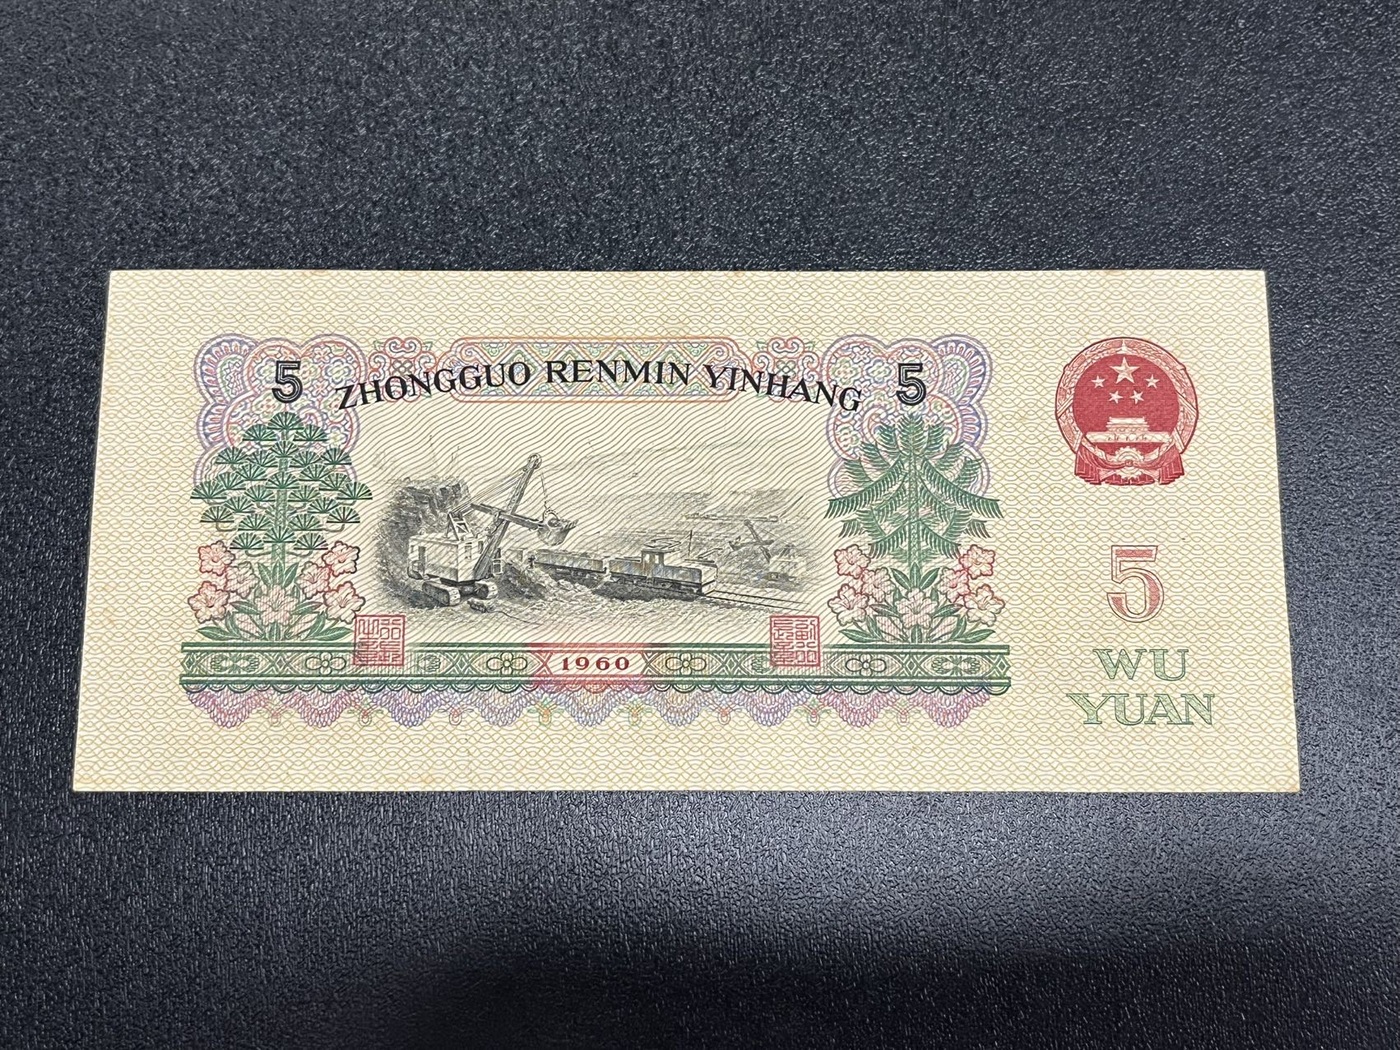 5 ZHONGGUO RENMIN YINHANG 5
5
WU
YUAN
1960